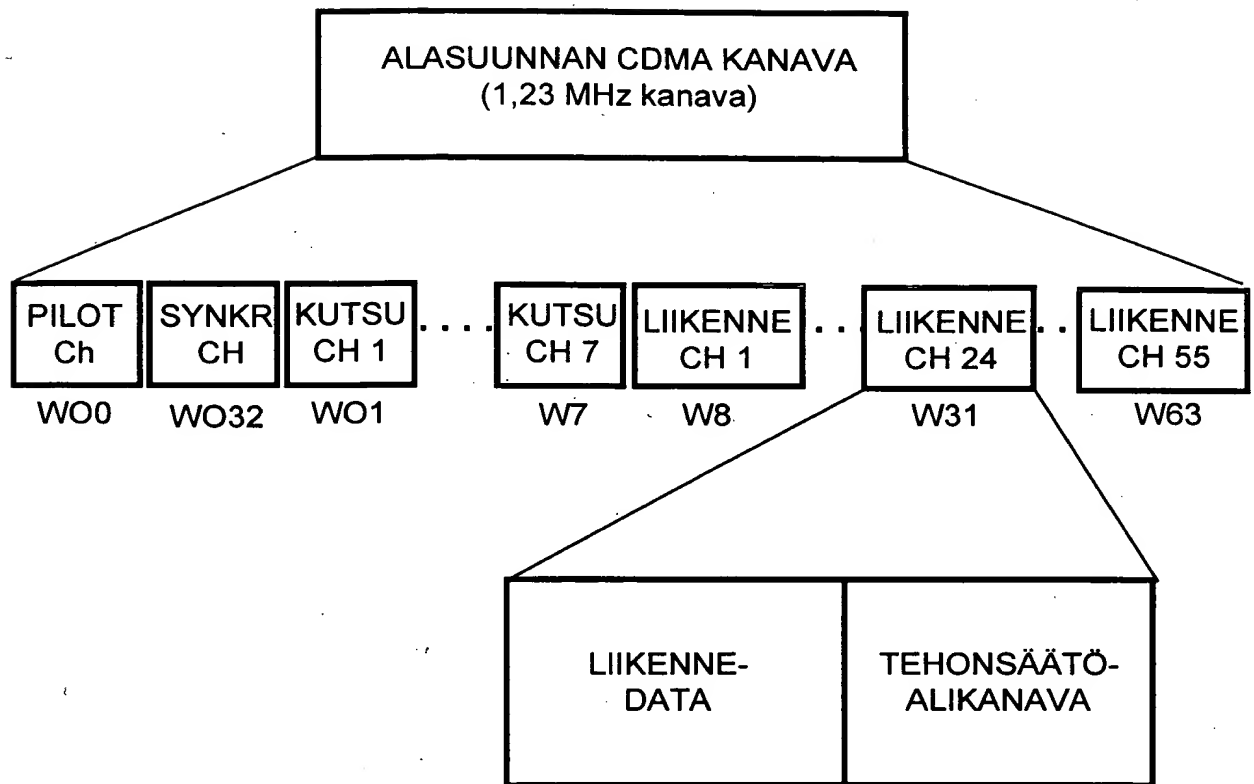 ALASUUNNAN CDMA KANAVA
(1,23 MHz kanava)
PILOT SYNKR KUTSU .... KUTSU LIIKENNE .. LIIKENNE .. LIIKENNE
Ch CH CH 1 CH 7 CH 1 CH 24 CH 55
WO0 WO32 WO1 W7 W8 W31 W63
LIIKENNE- TEHONSÄÄTÖ-
DATA ALIKANAVA